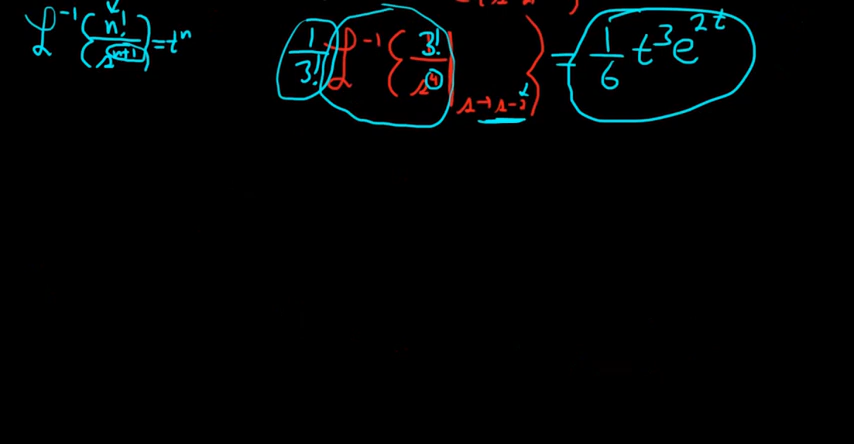 ℒ⁻¹{n!/sⁿ⁺¹} = tⁿ
1/3! ℒ⁻¹{3!/s⁴|s→s-2} = 1/6 t³e²ᵗ